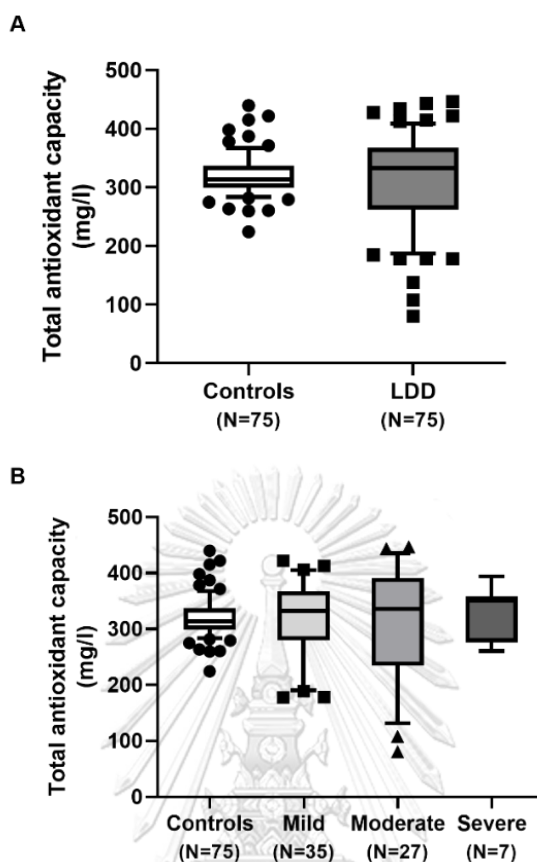 A
Total antioxidant capacity
(mg/l)
500
400
300
200
100
0
Controls
(N=75)
LDD
(N=75)
B
Total antioxidant capacity
(mg/l)
500
400
300
200
100
0
Controls Mild Moderate Severe
(N=75) (N=35) (N=27) (N=7)